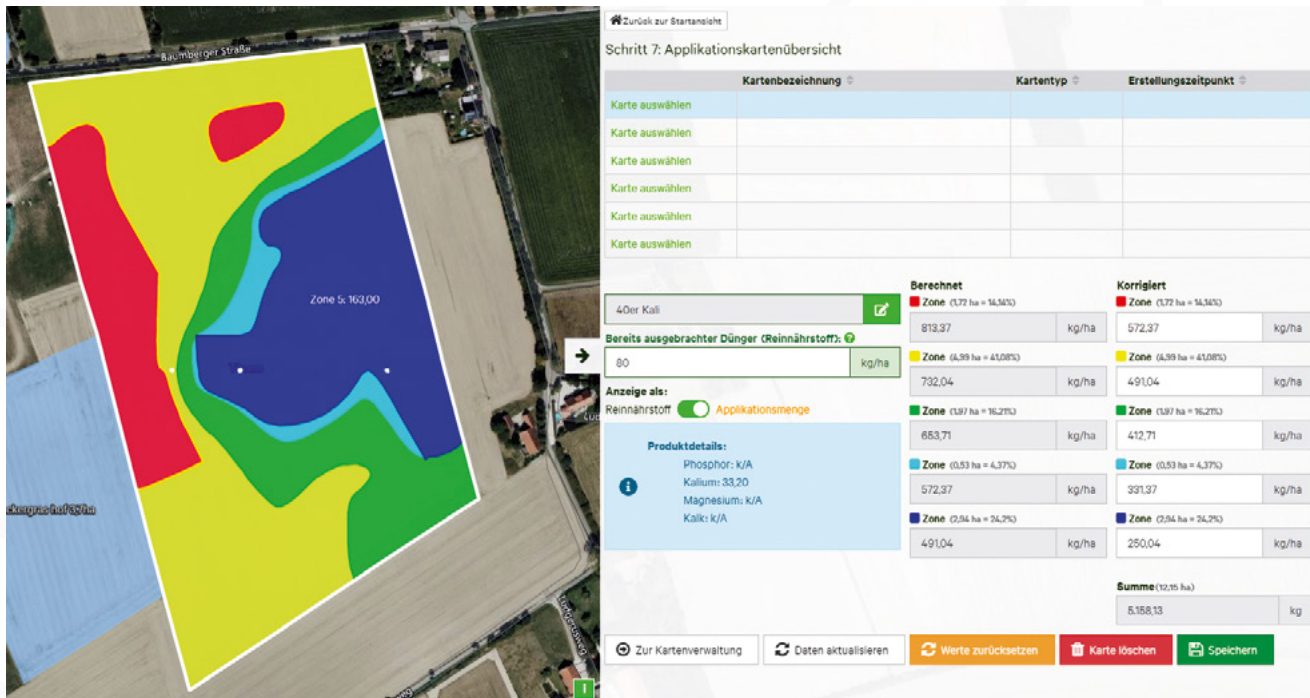 Baumberger Straße
Zone 5: 163,00
Zurück zur Startansicht
Schritt 7: Applikationskartenübersicht
Kartenbezeichnung Kartentyp Erstellungszeitpunkt
Karte auswählen
Karte auswählen
Karte auswählen
Karte auswählen
Karte auswählen
Karte auswählen
40er Kali
Bereits ausgebrachter Dünger (Reinnährstoff):
80 kg/ha
Anzeige als:
Reinnährstoff Applikationsmenge
Produktdetails:
Phosphor: k/A
Kalium: 33,20
Magnesium: k/A
Kalk: k/A
Berechnet
Zone (1,72 ha = 14,14%)
813,37 kg/ha
Zone (4,99 ha = 41,08%)
732,04 kg/ha
Zone (1,97 ha = 16,21%)
653,71 kg/ha
Zone (0,53 ha = 4,37%)
572,37 kg/ha
Zone (2,94 ha = 24,2%)
491,04 kg/ha
Korrigiert
Zone (1,72 ha = 14,14%)
572,37 kg/ha
Zone (4,99 ha = 41,08%)
491,04 kg/ha
Zone (1,97 ha = 16,21%)
412,71 kg/ha
Zone (0,53 ha = 4,37%)
331,37 kg/ha
Zone (2,94 ha = 24,2%)
250,04 kg/ha
Summe (12,15 ha)
5.158,13 kg
Zur Kartenverwaltung
Daten aktualisieren
Werte zurücksetzen
Karte löschen
Speichern